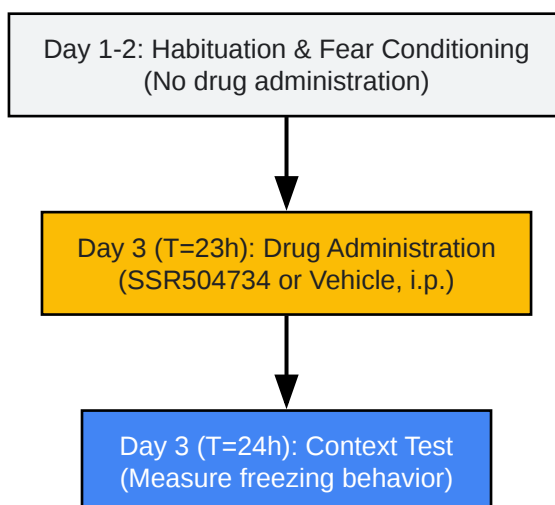 Day 1-2: Habituation & Fear Conditioning
(No drug administration)
Day 3 (T=23h): Drug Administration
(SSR504734 or Vehicle, i.p.)
Day 3 (T=24h): Context Test
(Measure freezing behavior)